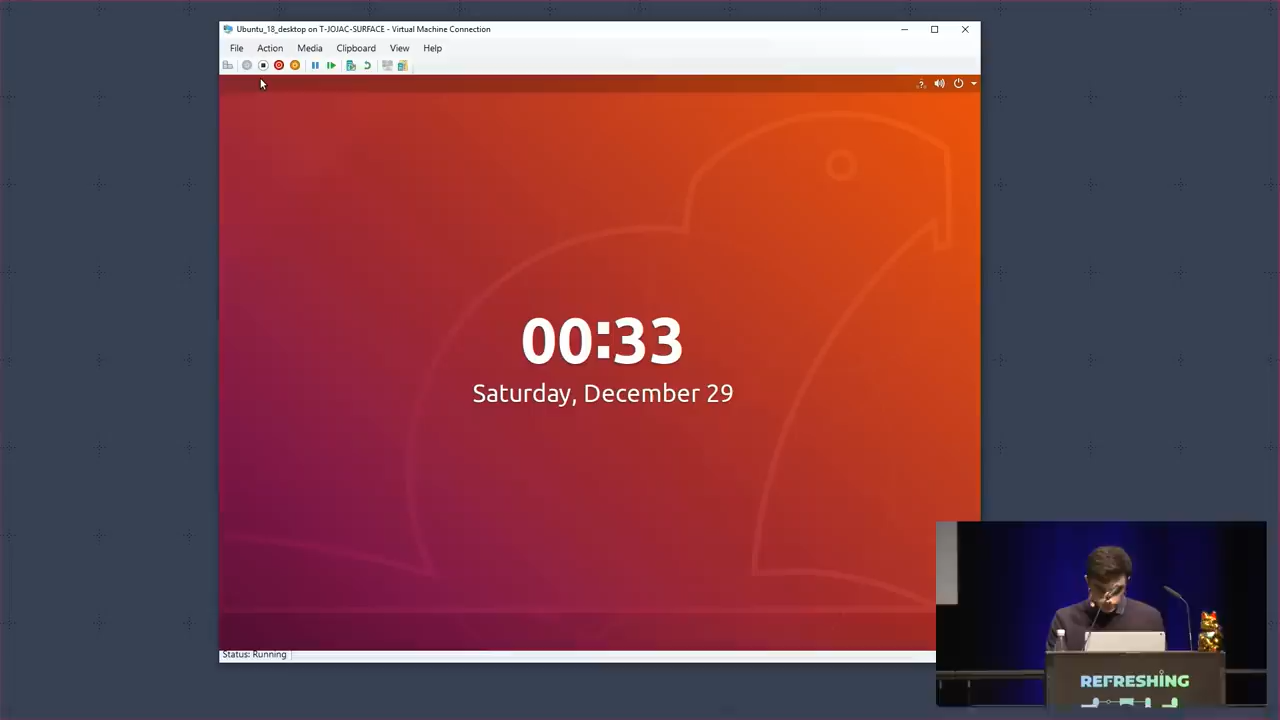 Ubuntu_18_desktop on T-JOJAC-SURFACE - Virtual Machine Connection
File Action Media Clipboard View Help
00:33
Saturday, December 29
Status: Running
REFRESHING